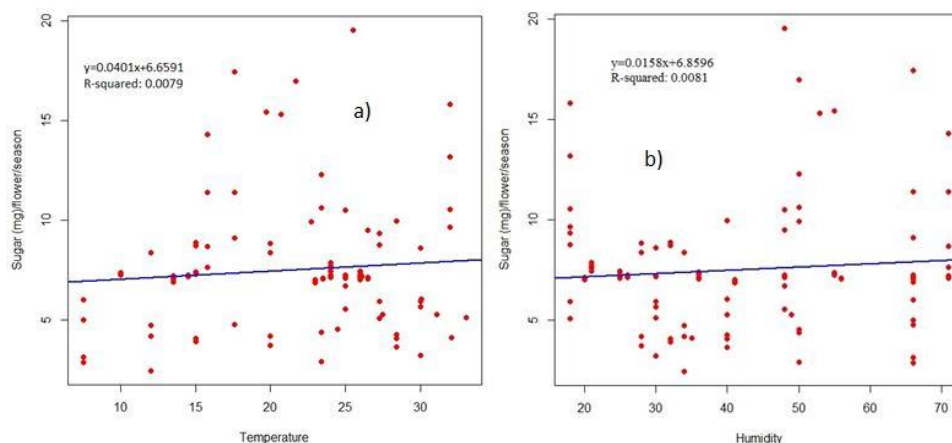 20
15
10
5
Sugar (mg)/flower/season
y=0.0401x+6.6591
R-squared: 0.0079
a)
10 15 20 25 30
Temperature
20
15
10
5
Sugar (mg)/flower/season
y=0.0158x+6.8596
R-squared: 0.0081
b)
20 30 40 50 60 70
Humidity